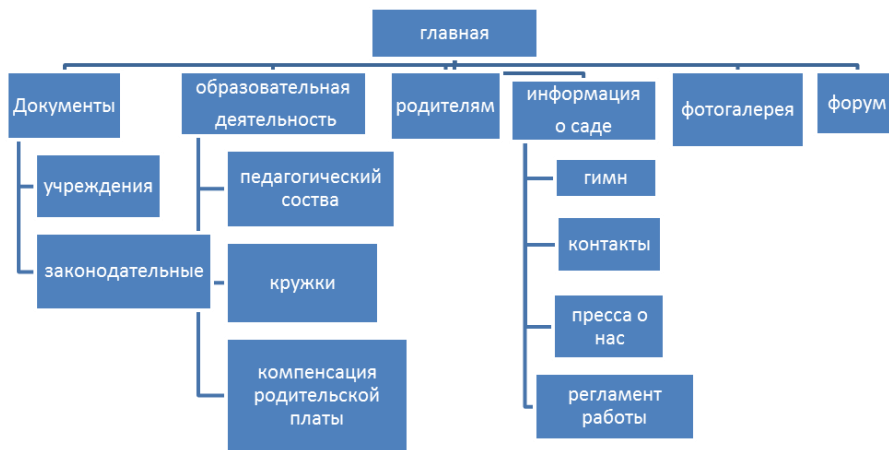 главная
Документы
образовательная
деятельность
родителям
информация
о саде
фотогалерея
форум
учреждения
законодательные
педагогический
соства
кружки
компенсация
родительской
платы
гимн
контакты
пресса о
нас
регламент
работы